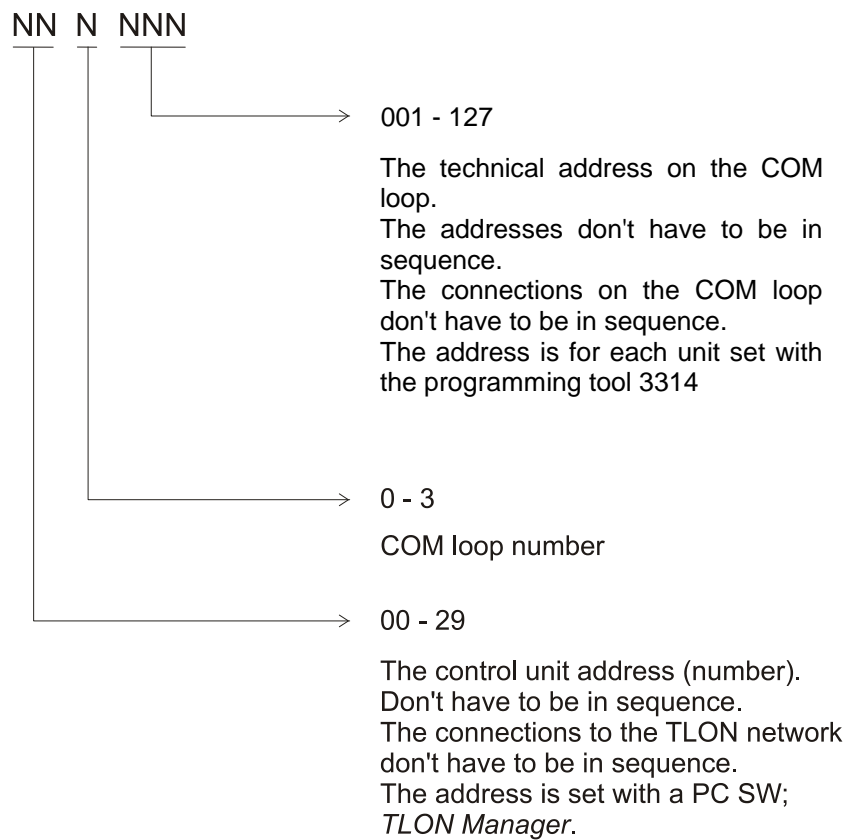 NN N NNN
001 - 127
The technical address on the COM
loop.
The addresses don't have to be in
sequence.
The connections on the COM loop
don't have to be in sequence.
The address is for each unit set with
the programming tool 3314
0 - 3
COM loop number
00 - 29
The control unit address (number).
Don't have to be in sequence.
The connections to the TLON network
don't have to be in sequence.
The address is set with a PC SW;
TLON Manager.